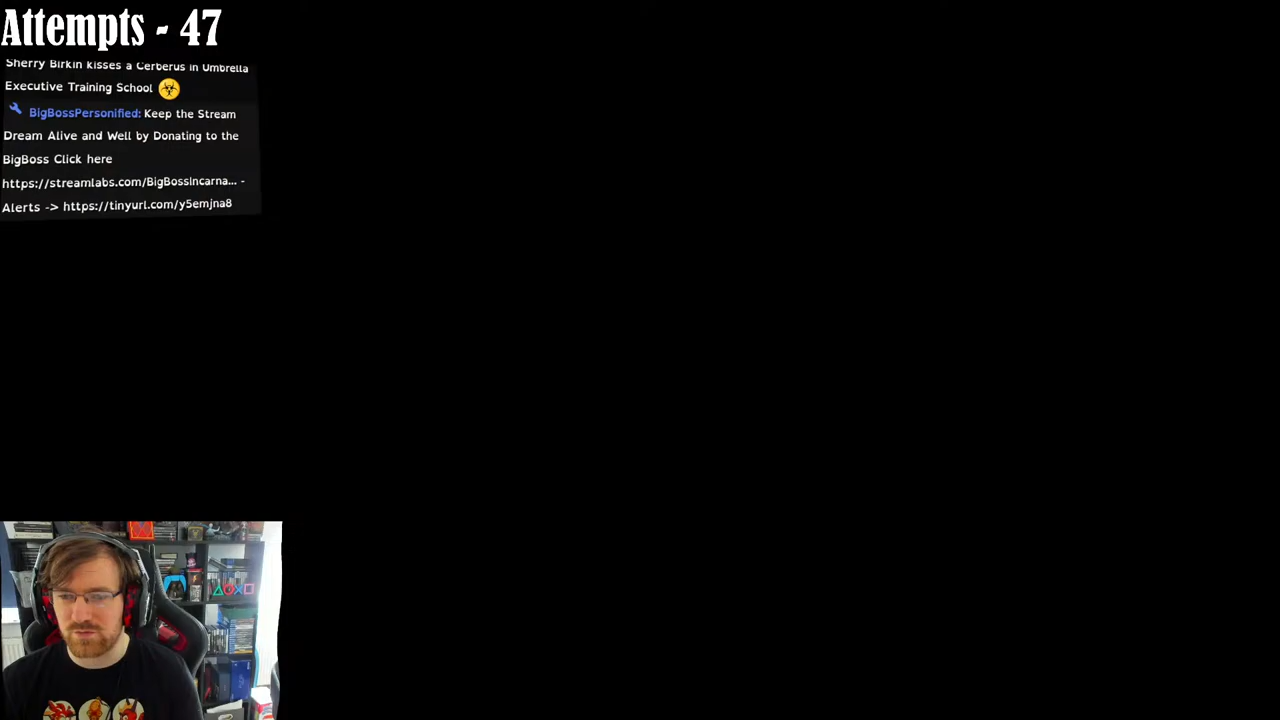 Attempts - 47
Sherry Birkin kisses a Cerberus in Umbrella
Executive Training School
BigBossPersonified: Keep the Stream
Dream Alive and Well by Donating to the
BigBoss Click here
https://streamlabs.com/BigBossIncarna... -
Alerts -> https://tinyurl.com/y5emjna8